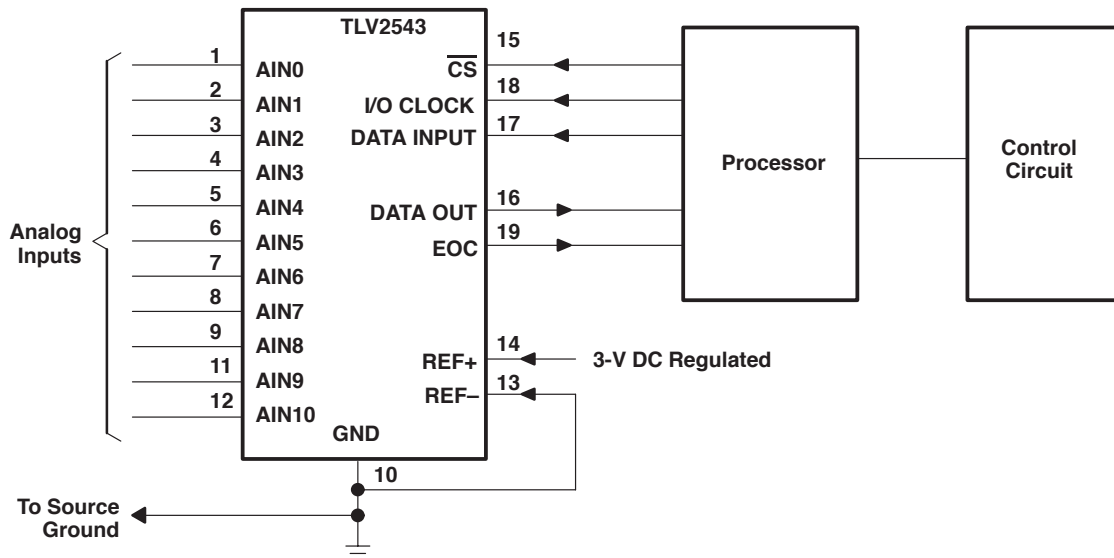 TLV2543
Analog
Inputs
1
AIN0
2
AIN1
3
AIN2
4
AIN3
5
AIN4
6
AIN5
7
AIN6
8
AIN7
9
AIN8
11
AIN9
12
AIN10
15
CS
18
I/O CLOCK
17
DATA INPUT
16
DATA OUT
19
EOC
14
REF+
3-V DC Regulated
13
REF–
GND
10
To Source
Ground
Processor
Control
Circuit